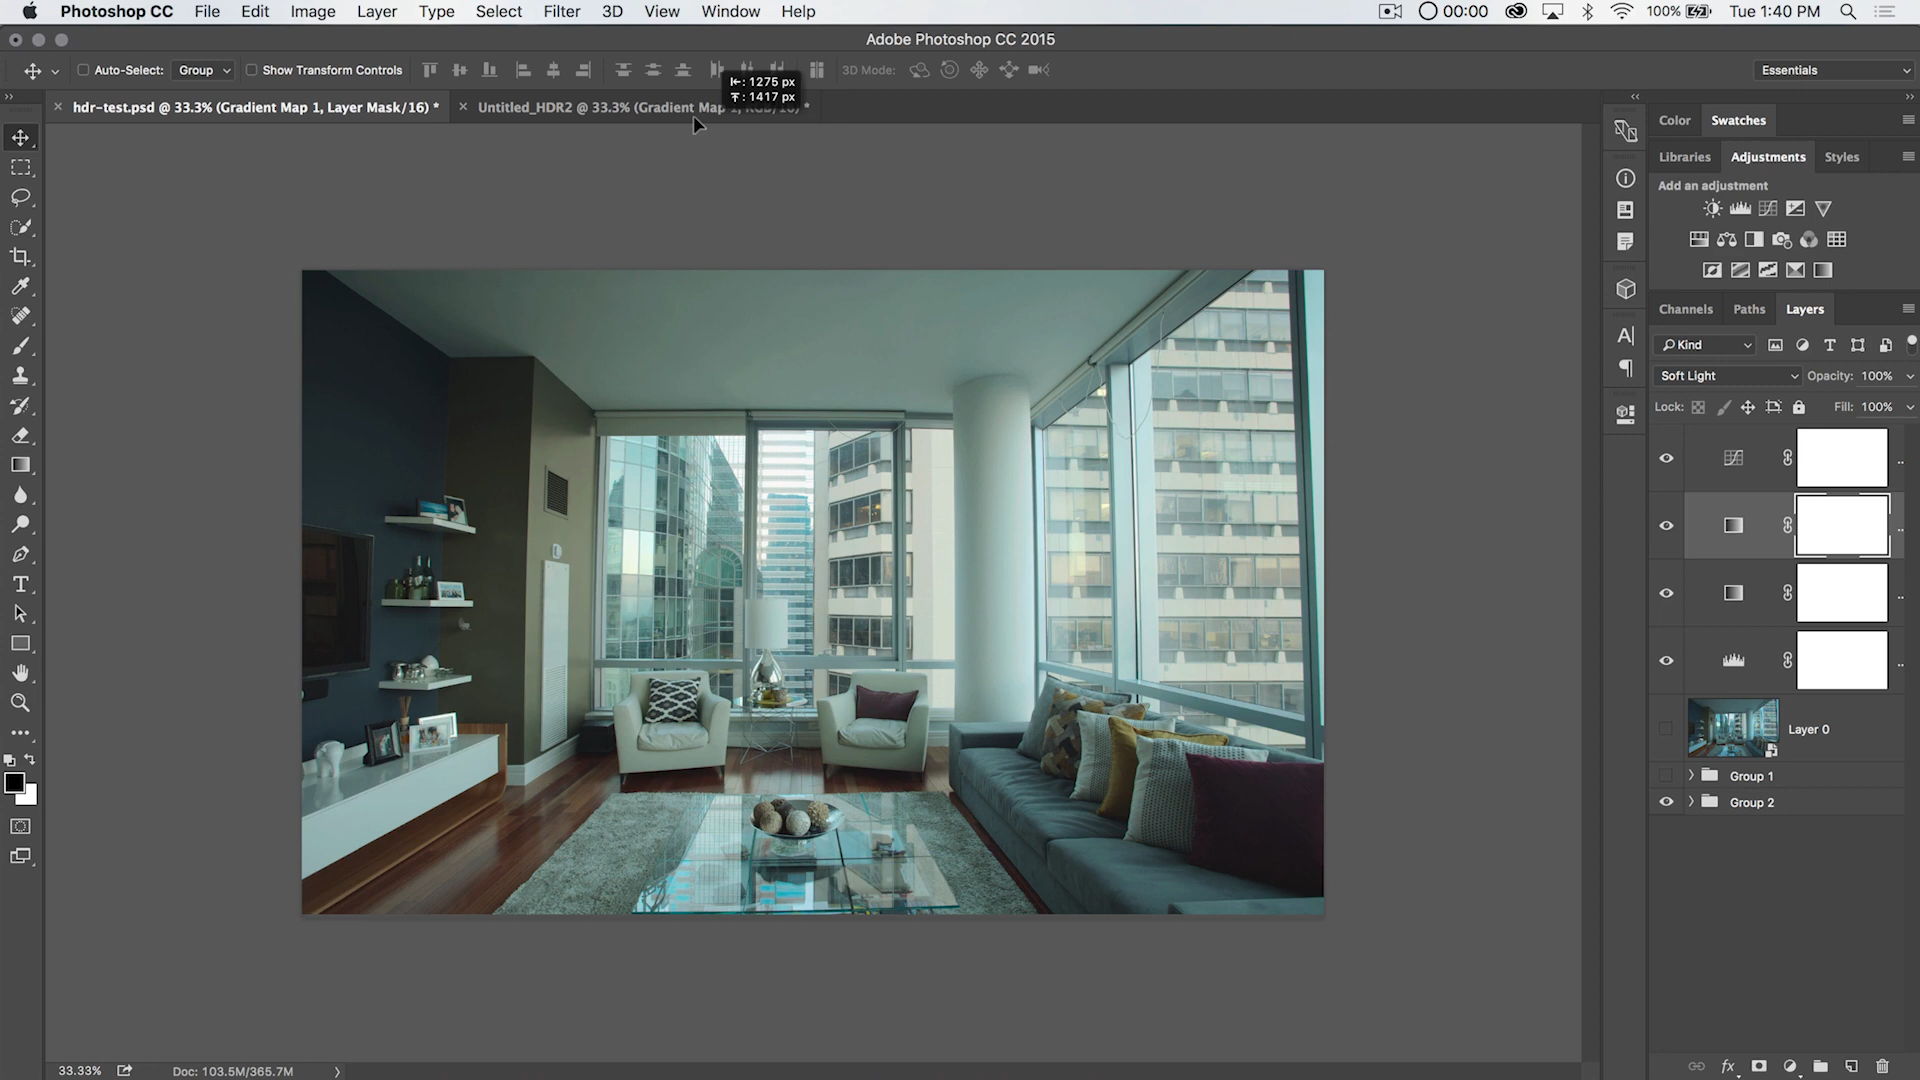 Photoshop CC File Edit Image Layer Type Select Filter 3D View Window Help 00:00 100% Tue 1:40 PM
Adobe Photoshop CC 2015
Auto-Select: Group Show Transform Controls 3D Mode: Essentials
: 1275 px
: 1417 px
hdr-test.psd @ 33.3% (Gradient Map 1, Layer Mask/16) * Untitled_HDR2 @ 33.3% (Gradient Map 1, RGB/16) *
Color Swatches
Libraries Adjustments Styles
Add an adjustment
Channels Paths Layers
Kind
Soft Light Opacity: 100%
Lock: Fill: 100%
Layer 0
Group 1
Group 2
33.33% Doc: 103.5M/365.7M